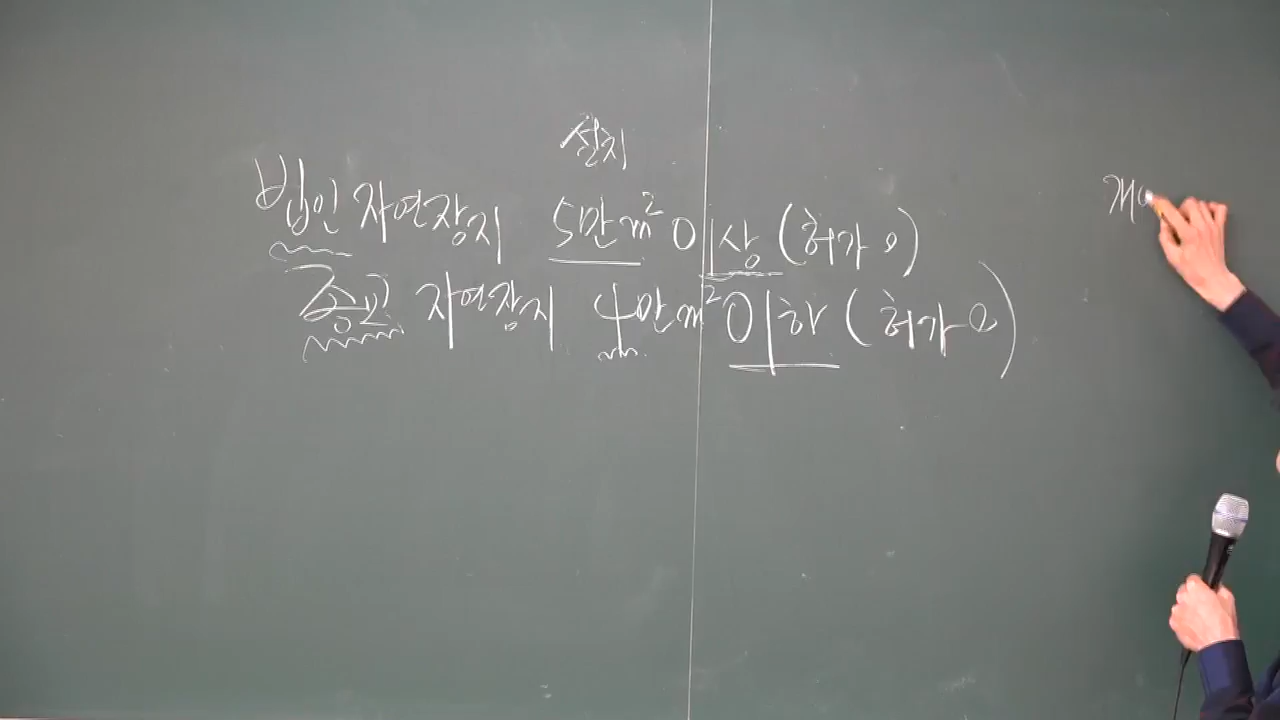 설치
법인 자연장지 5만m² 이상 (허가 o)
종교 자연장지 4만m² 이하 (허가 o)
개